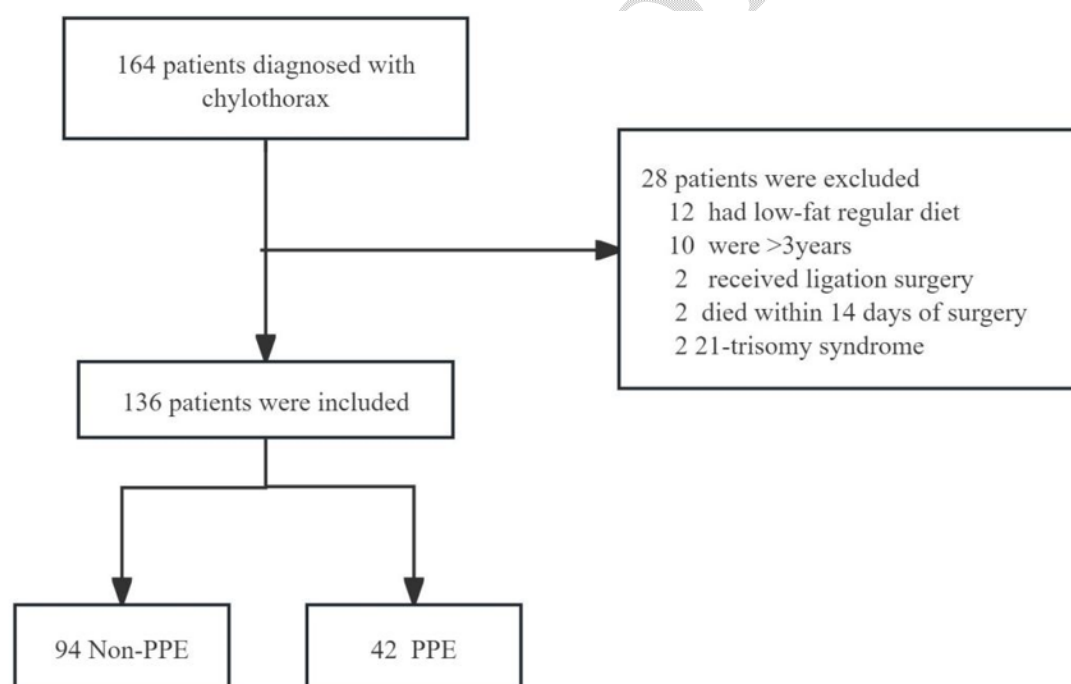 164 patients diagnosed with
chylothorax
28 patients were excluded
12 had low-fat regular diet
10 were >3years
2 received ligation surgery
2 died within 14 days of surgery
2 21-trisomy syndrome
136 patients were included
94 Non-PPE
42 PPE